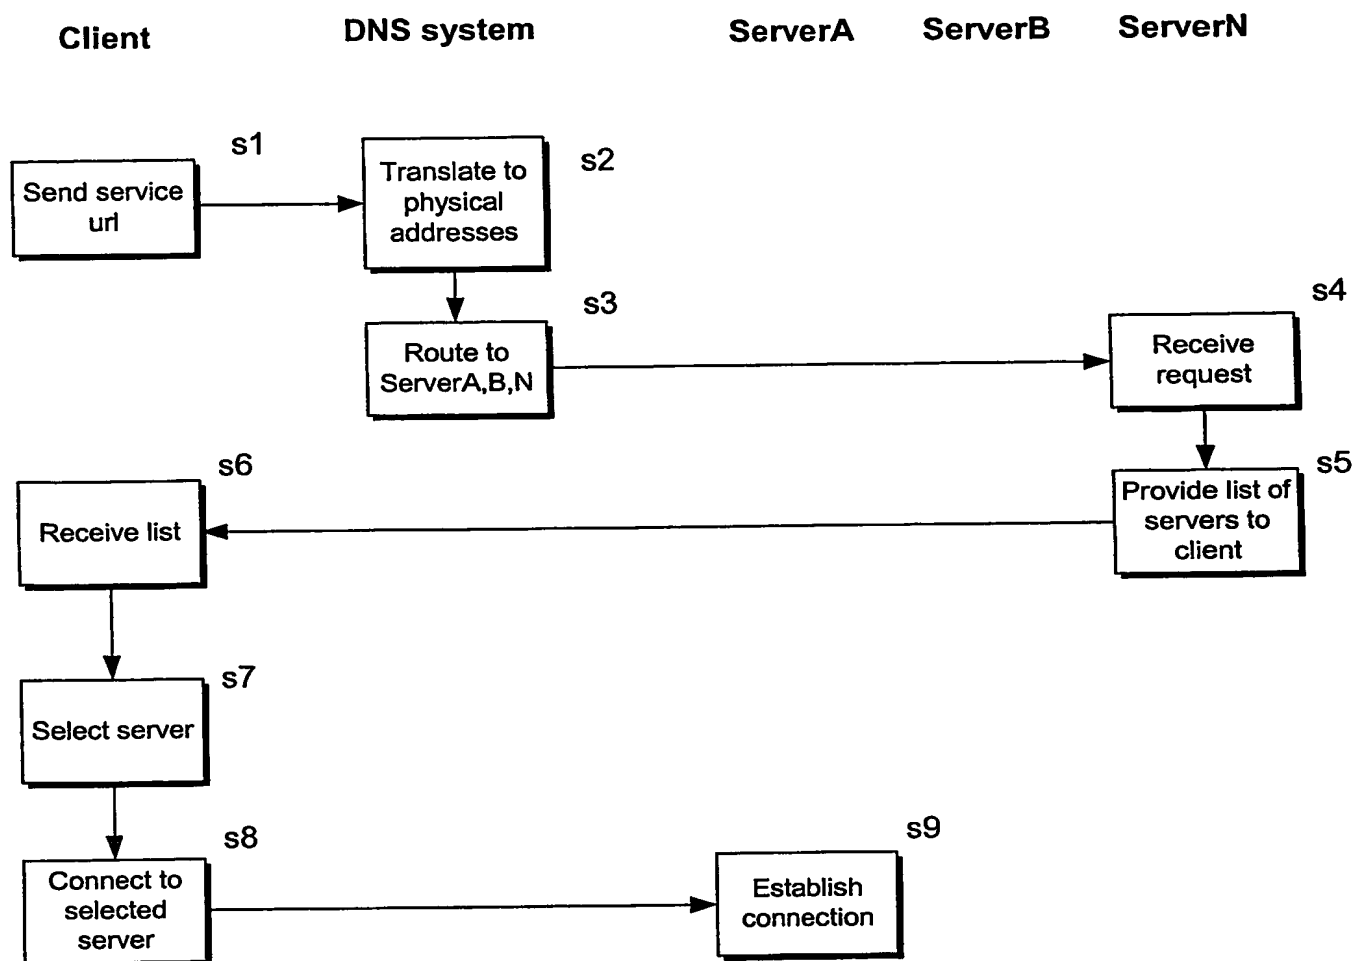 Client
DNS system
ServerA
ServerB
ServerN
s1
Send service
url
s2
Translate to
physical
addresses
s3
Route to
ServerA,B,N
s4
Receive
request
s5
Provide list of
servers to
client
s6
Receive list
s7
Select server
s8
Connect to
selected
server
s9
Establish
connection